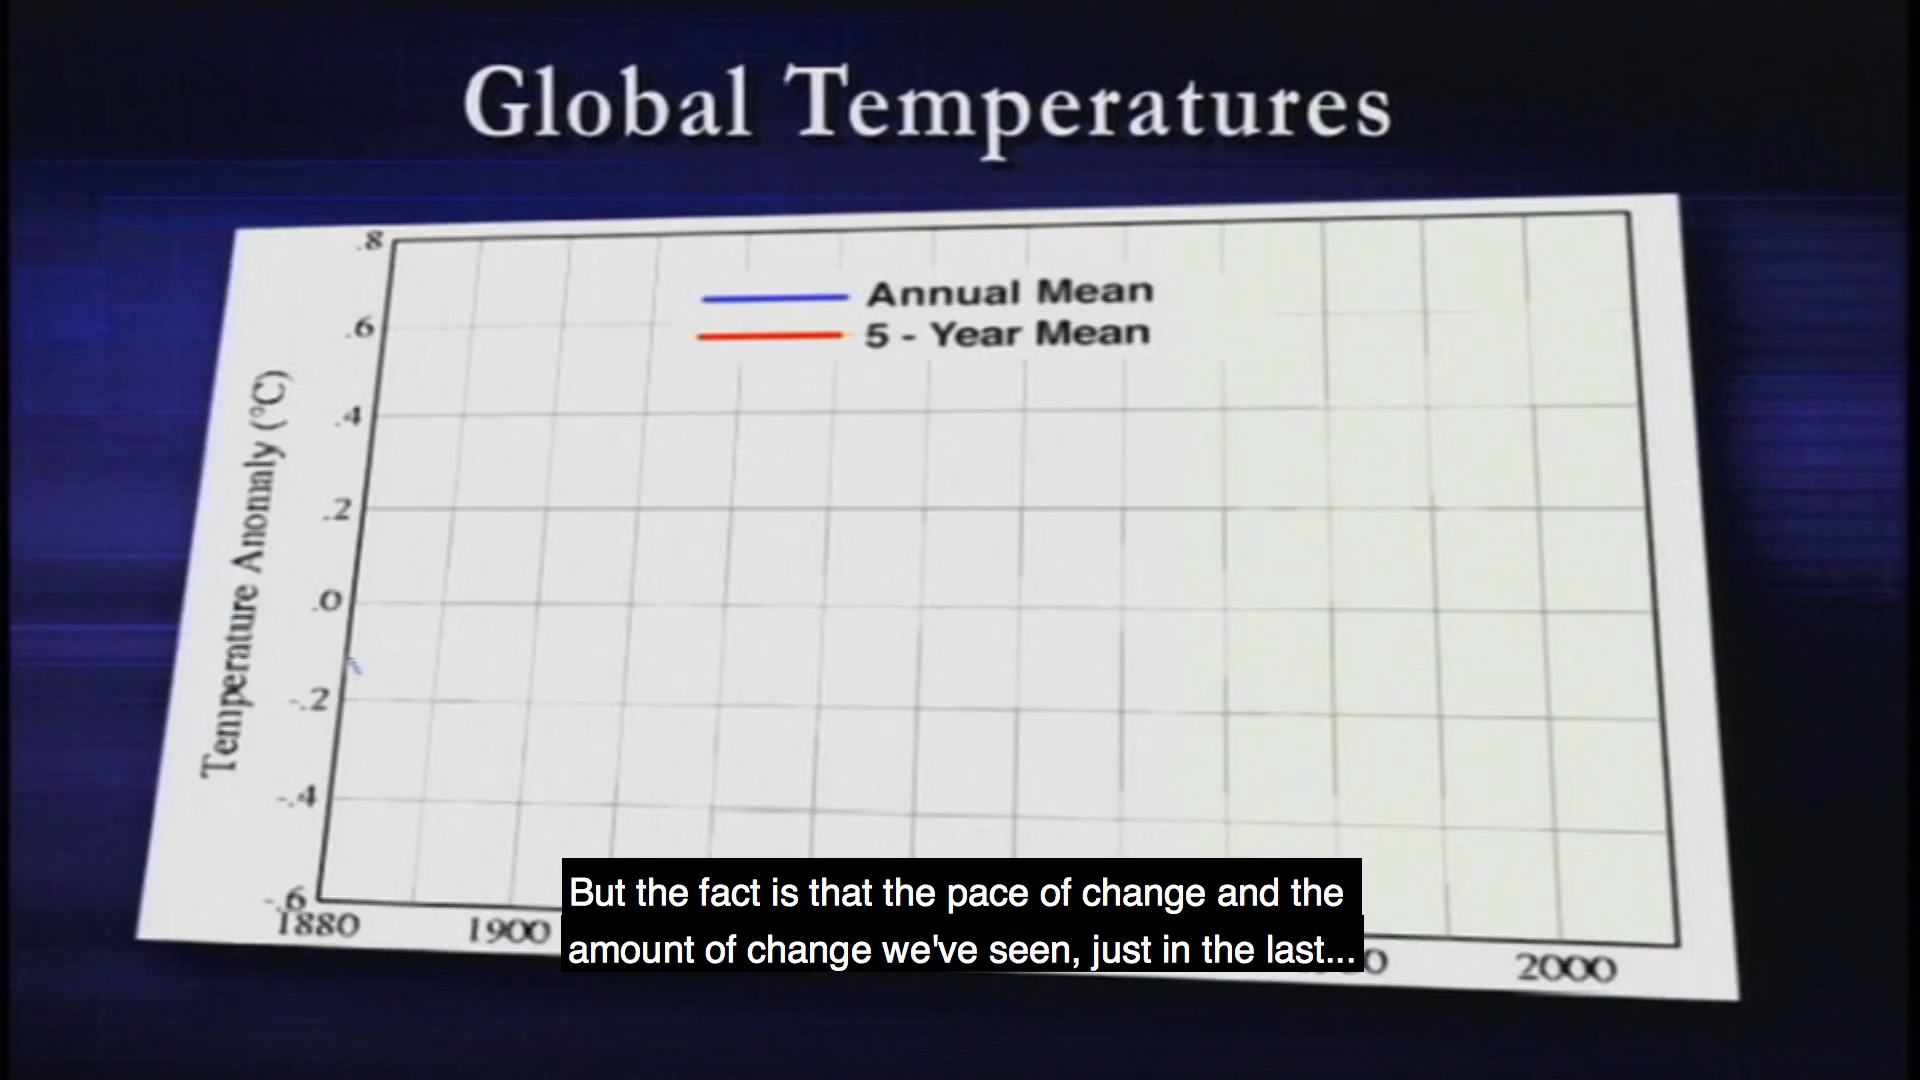 Global Temperatures
Annual Mean
5 - Year Mean
Temperature Anomaly (°C)
.8
.6
.4
.2
.0
-.2
-.4
-.6
1880
1900
2000
But the fact is that the pace of change and the
amount of change we've seen, just in the last...